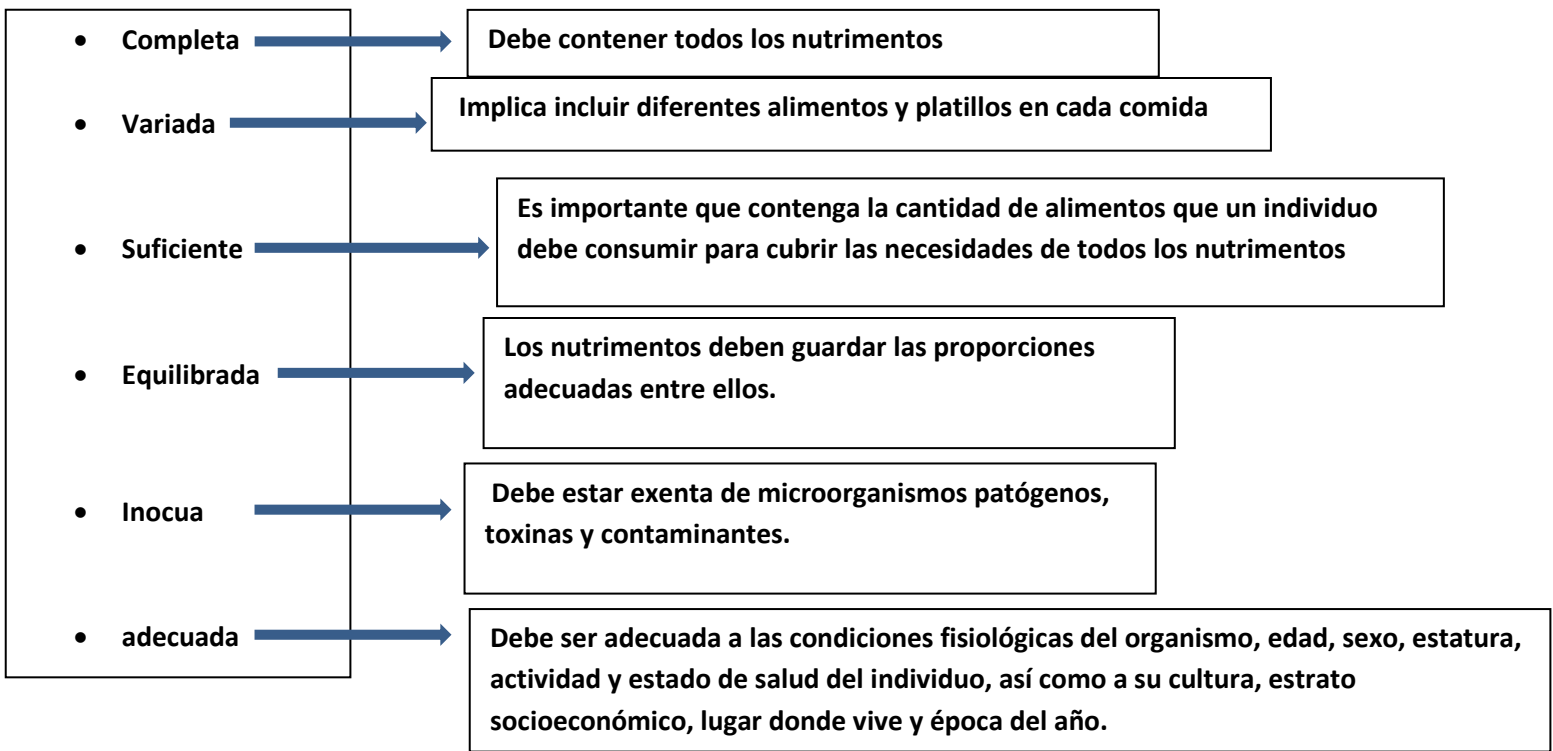 • Completa
Debe contener todos los nutrimentos
• Variada
Implica incluir diferentes alimentos y platillos en cada comida
• Suficiente
Es importante que contenga la cantidad de alimentos que un individuo
debe consumir para cubrir las necesidades de todos los nutrimentos
• Equilibrada
Los nutrimentos deben guardar las proporciones
adecuadas entre ellos.
• Inocua
Debe estar exenta de microorganismos patógenos,
toxinas y contaminantes.
• adecuada
Debe ser adecuada a las condiciones fisiológicas del organismo, edad, sexo, estatura,
actividad y estado de salud del individuo, así como a su cultura, estrato
socioeconómico, lugar donde vive y época del año.